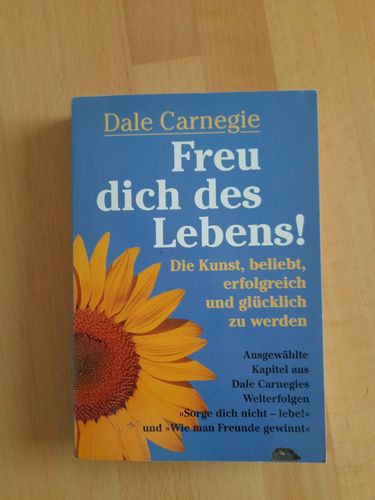 Dale Carnegie
Freu
dich des
Lebens!
Die Kunst, beliebt,
erfolgreich
und glücklich
zu werden
Ausgewählte
Kapitel aus
Dale Carnegies
Welterfolgen
»Sorge dich nicht – lebe!«
und »Wie man Freunde gewinnt«